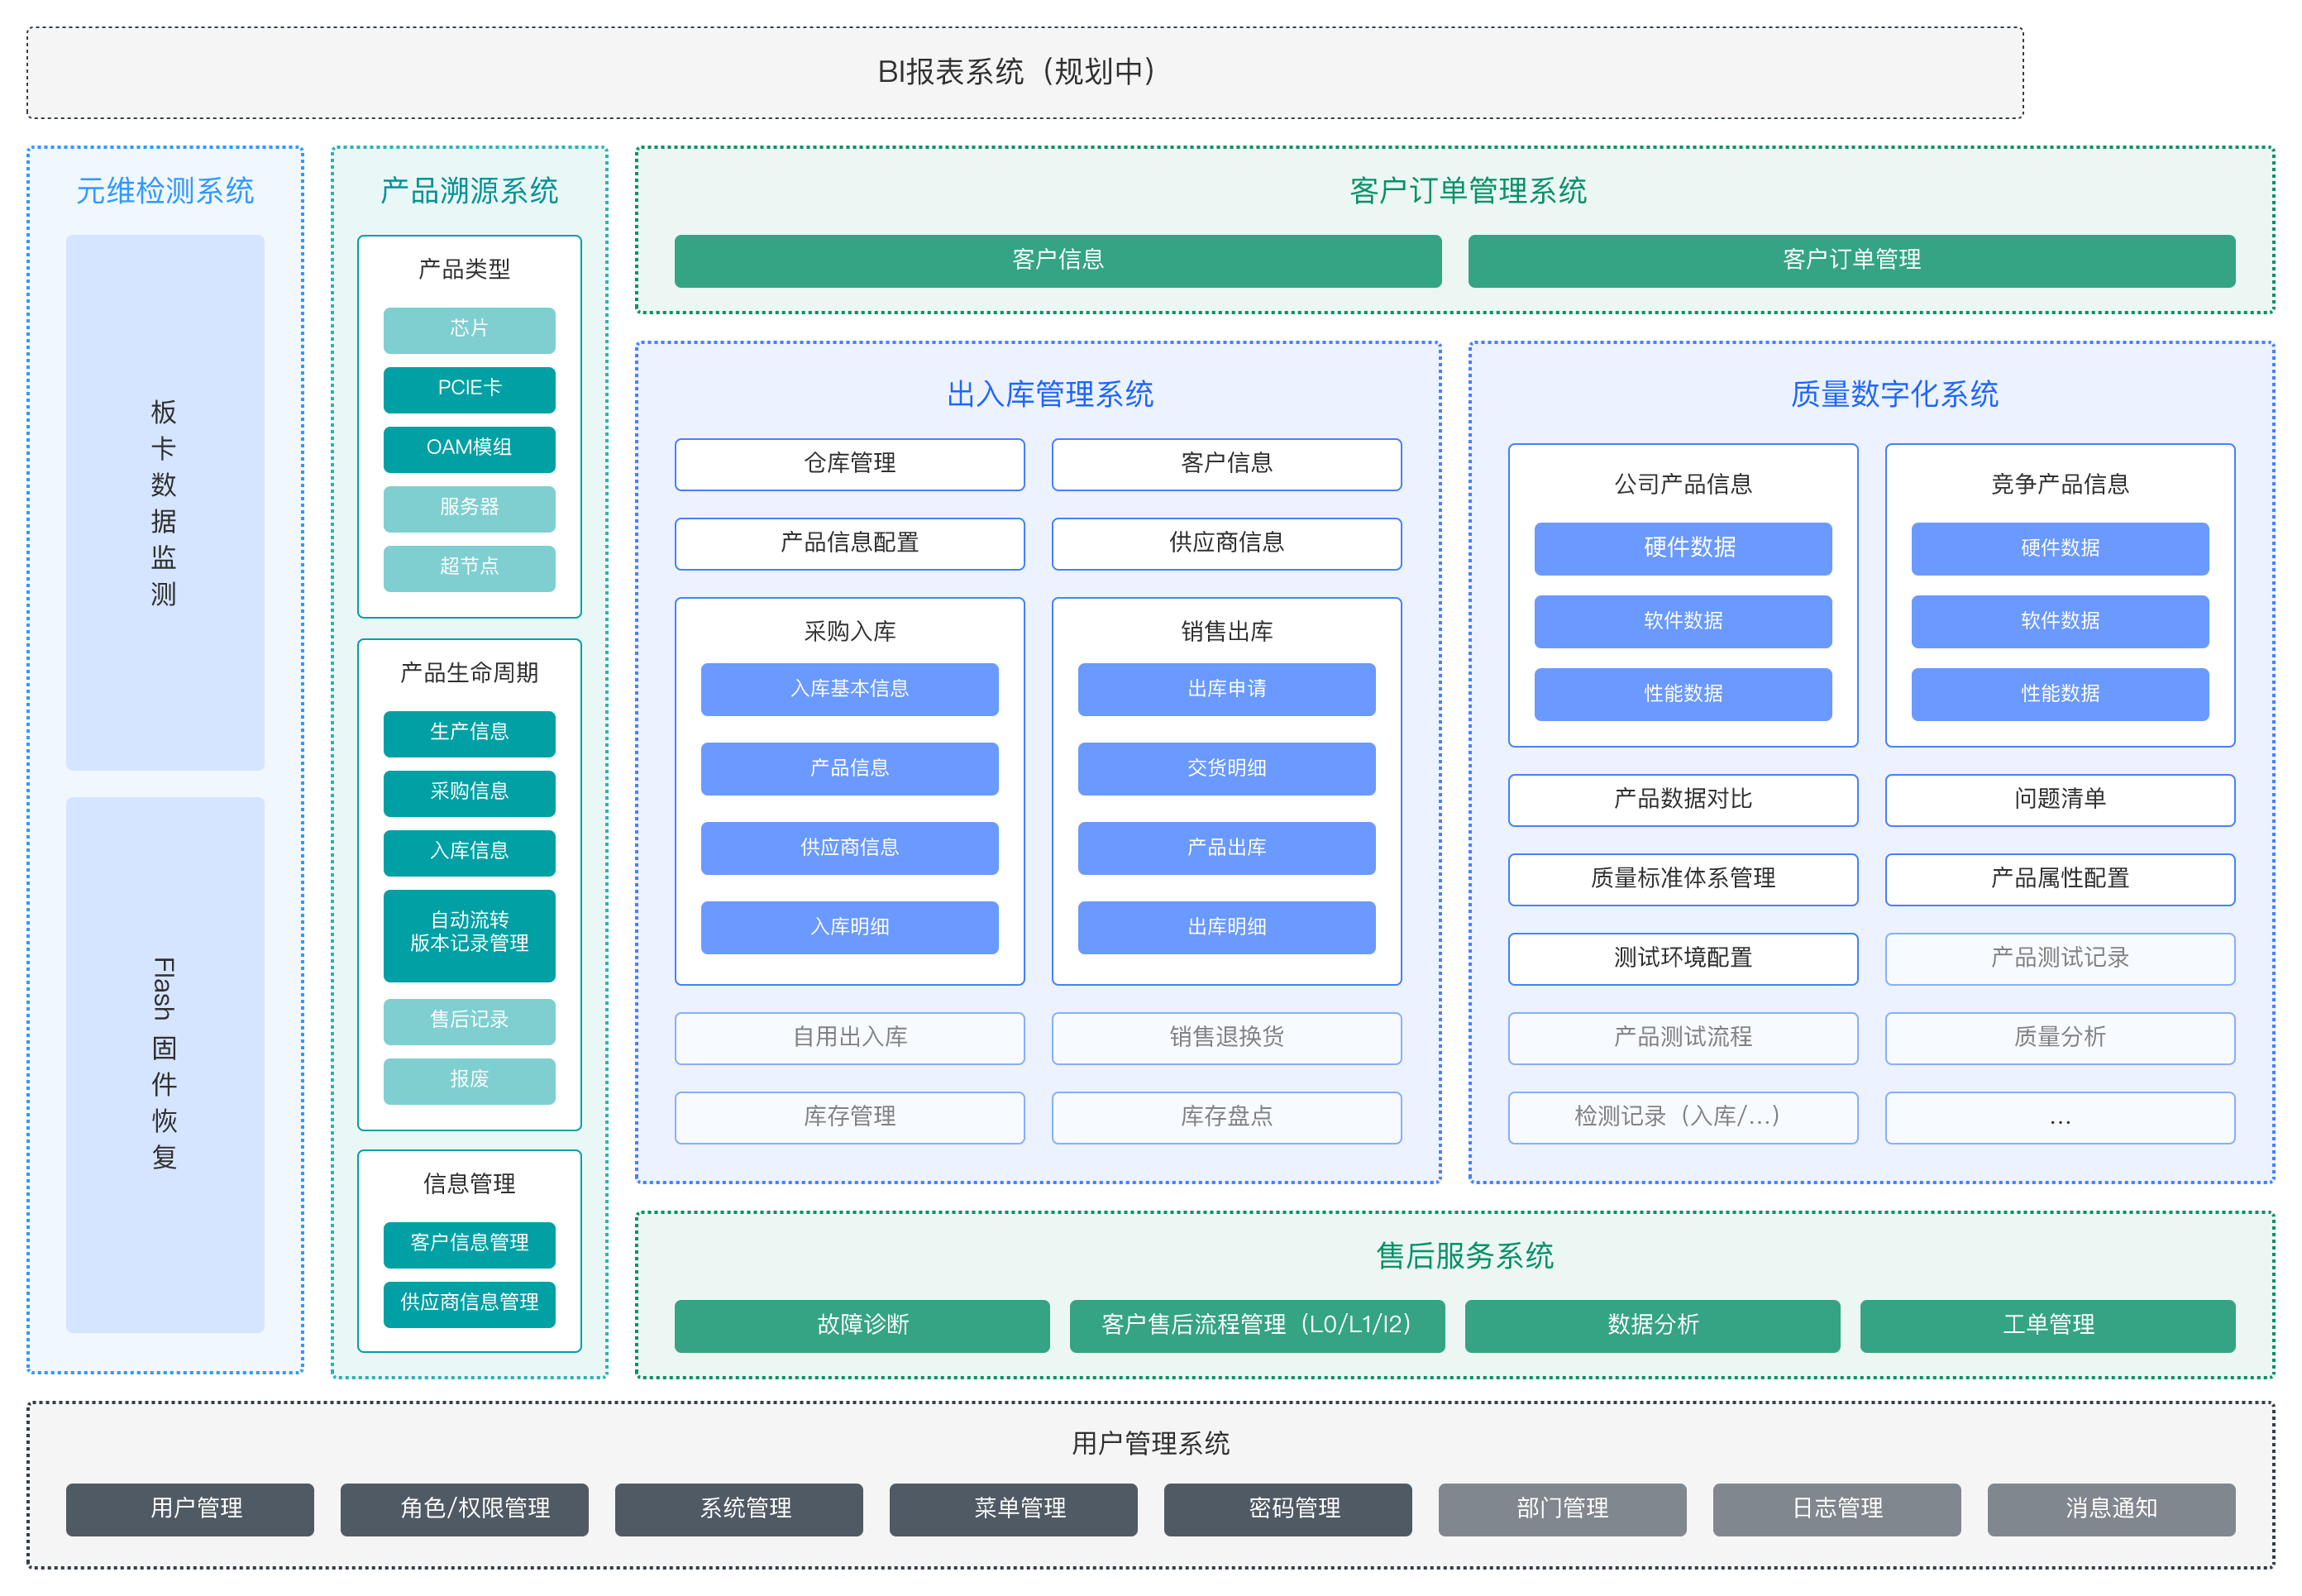 BI报表系统（规划中）
元维检测系统
板卡数据监测
Flash 固件恢复
产品溯源系统
产品类型
芯片
PCIE卡
OAM模组
服务器
超节点
产品生命周期
生产信息
采购信息
入库信息
自动流转
版本记录管理
售后记录
报废
信息管理
客户信息管理
供应商信息管理
客户订单管理系统
客户信息
客户订单管理
出入库管理系统
仓库管理
客户信息
产品信息配置
供应商信息
采购入库
入库基本信息
产品信息
供应商信息
入库明细
销售出库
出库申请
交货明细
产品出库
出库明细
自用出入库
销售退换货
库存管理
库存盘点
质量数字化系统
公司产品信息
硬件数据
软件数据
性能数据
竞争产品信息
硬件数据
软件数据
性能数据
产品数据对比
问题清单
质量标准体系管理
产品属性配置
测试环境配置
产品测试记录
产品测试流程
质量分析
检测记录（入库/...）
...
售后服务系统
故障诊断
客户售后流程管理（L0/L1/l2）
数据分析
工单管理
用户管理系统
用户管理
角色/权限管理
系统管理
菜单管理
密码管理
部门管理
日志管理
消息通知